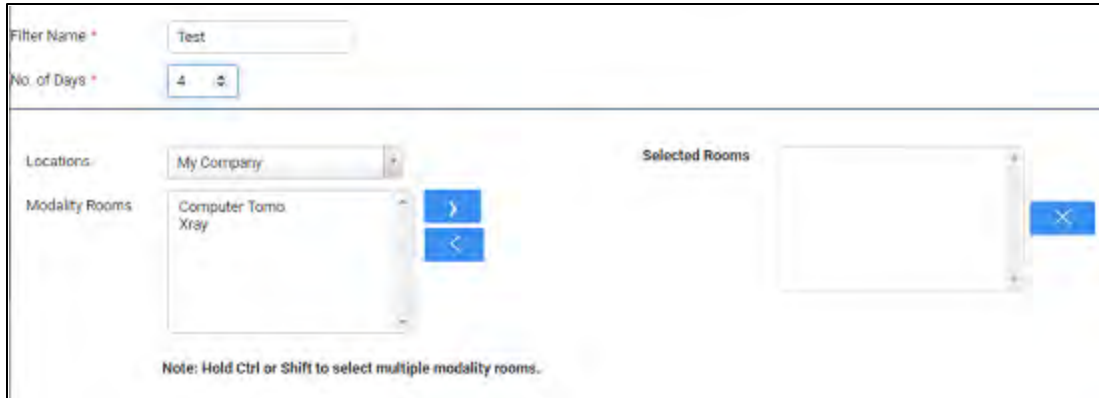 Filter Name *
Test
No. of Days *
4
Locations
My Company
Selected Rooms
Modality Rooms
Computer Tomo
Xray
Note: Hold Ctrl or Shift to select multiple modality rooms.